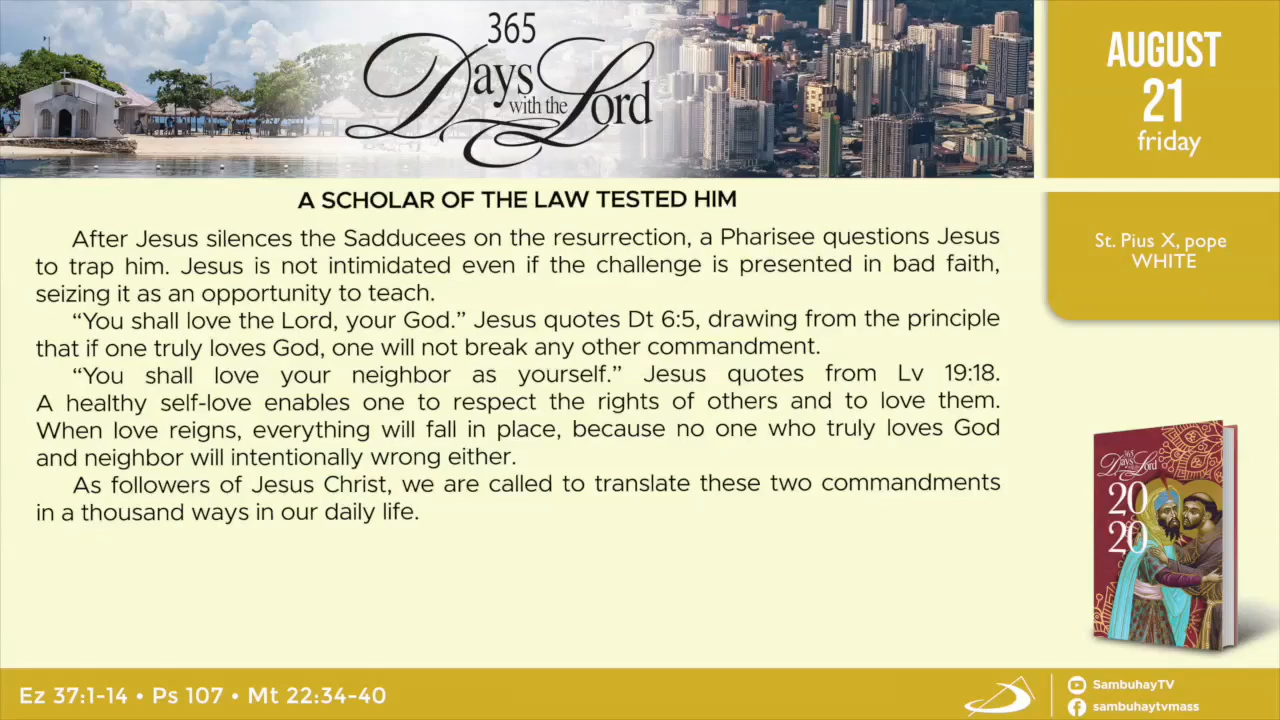 365
Days
with the
Lord
AUGUST
21
friday
St. Pius X, pope
WHITE
A SCHOLAR OF THE LAW TESTED HIM
After Jesus silences the Sadducees on the resurrection, a Pharisee questions Jesus
to trap him. Jesus is not intimidated even if the challenge is presented in bad faith,
seizing it as an opportunity to teach.
“You shall love the Lord, your God.” Jesus quotes Dt 6:5, drawing from the principle
that if one truly loves God, one will not break any other commandment.
“You shall love your neighbor as yourself.” Jesus quotes from Lv 19:18.
A healthy self-love enables one to respect the rights of others and to love them.
When love reigns, everything will fall in place, because no one who truly loves God
and neighbor will intentionally wrong either.
As followers of Jesus Christ, we are called to translate these two commandments
in a thousand ways in our daily life.
365
Days
with the
Lord
20
20
Ez 37:1-14 • Ps 107 • Mt 22:34-40
SambuhayTV
sambuhaytvmass